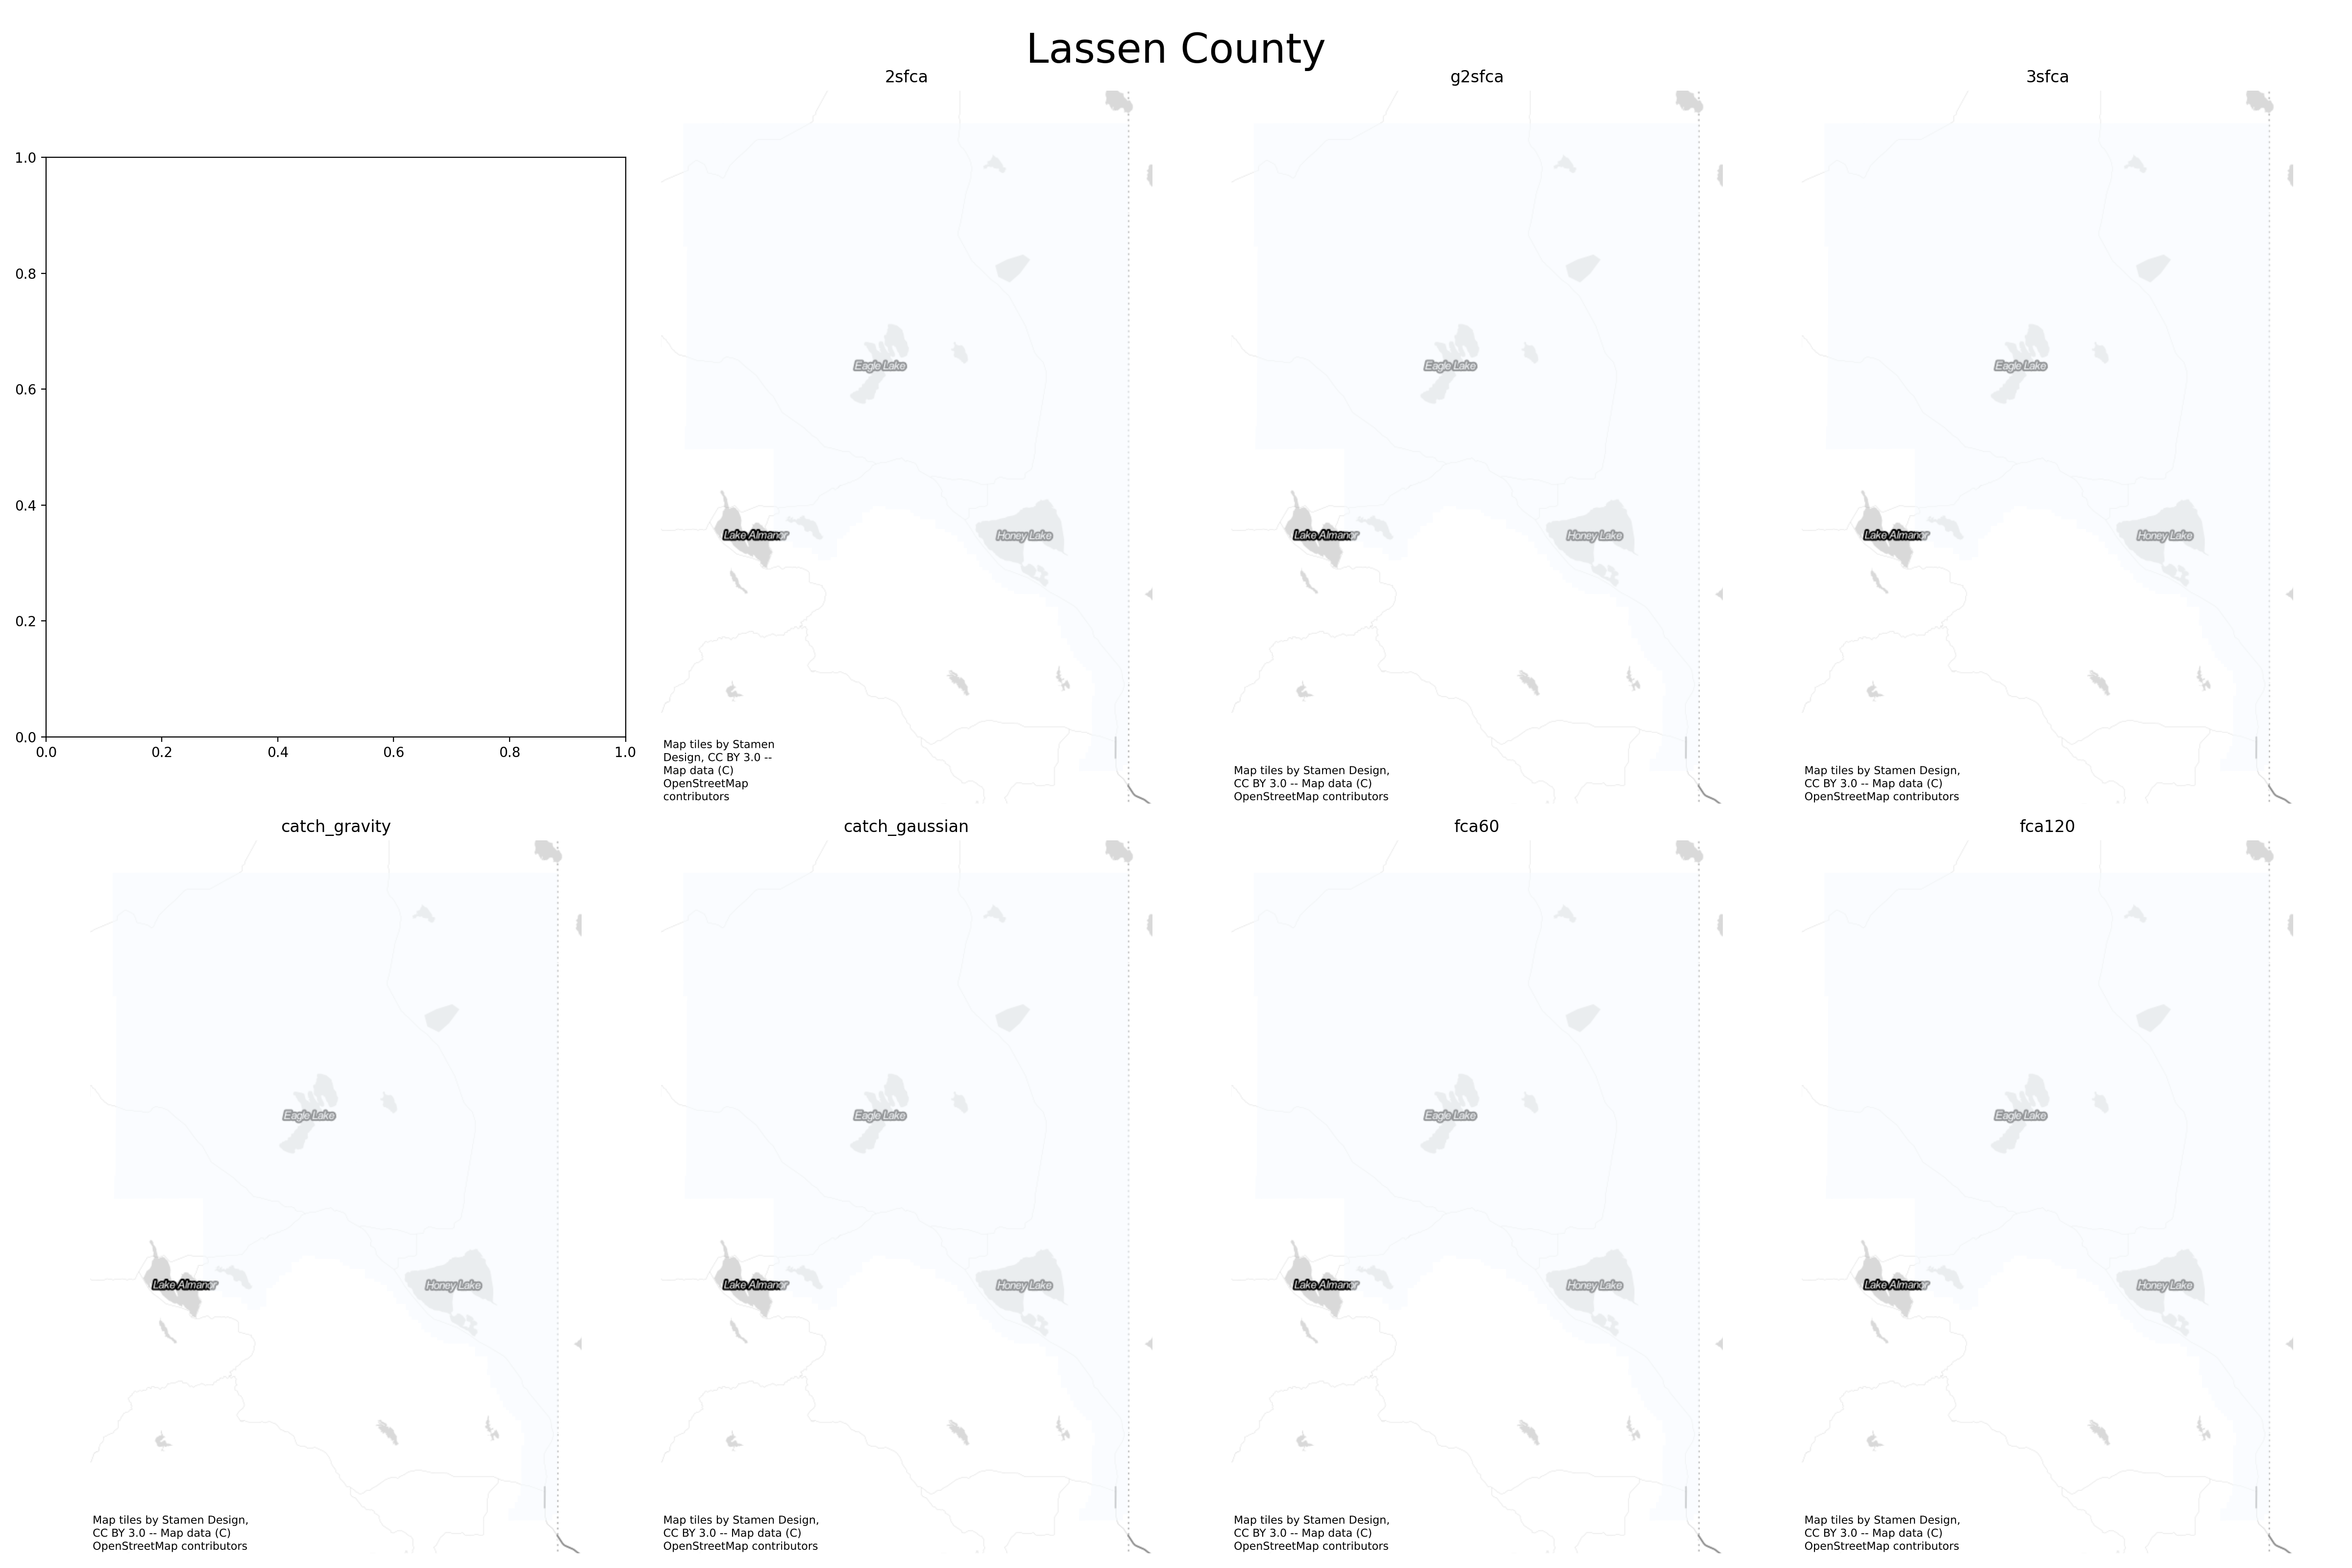 Lassen County
1.0
0.8
0.6
0.4
0.2
0.0
0.0 0.2 0.4 0.6 0.8 1.0
2sfca
Eagle Lake
Lake Almanor
Honey Lake
Map tiles by Stamen
Design, CC BY 3.0 --
Map data (C)
OpenStreetMap
contributors
g2sfca
Eagle Lake
Lake Almanor
Honey Lake
Map tiles by Stamen Design,
CC BY 3.0 -- Map data (C)
OpenStreetMap contributors
3sfca
Eagle Lake
Lake Almanor
Honey Lake
Map tiles by Stamen Design,
CC BY 3.0 -- Map data (C)
OpenStreetMap contributors
catch_gravity
Eagle Lake
Lake Almanor
Honey Lake
Map tiles by Stamen Design,
CC BY 3.0 -- Map data (C)
OpenStreetMap contributors
catch_gaussian
Eagle Lake
Lake Almanor
Honey Lake
Map tiles by Stamen Design,
CC BY 3.0 -- Map data (C)
OpenStreetMap contributors
fca60
Eagle Lake
Lake Almanor
Honey Lake
Map tiles by Stamen Design,
CC BY 3.0 -- Map data (C)
OpenStreetMap contributors
fca120
Eagle Lake
Lake Almanor
Honey Lake
Map tiles by Stamen Design,
CC BY 3.0 -- Map data (C)
OpenStreetMap contributors